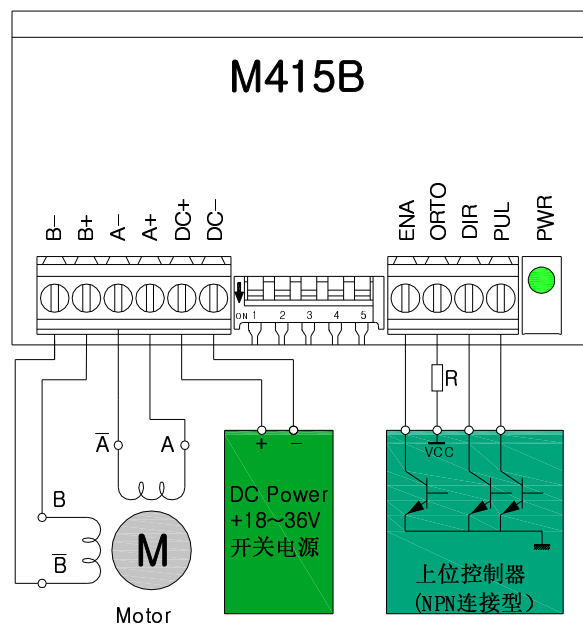 M415B
B-
B+
A-
A+
DC+
DC-
ENA
ORTO
DIR
PUL
PWR
ON 1 2 3 4 5
R
A
A
+ -
VCC
B
B
DC Power
+18~36V
开关电源
M
Motor
上位控制器
(NPN连接型)